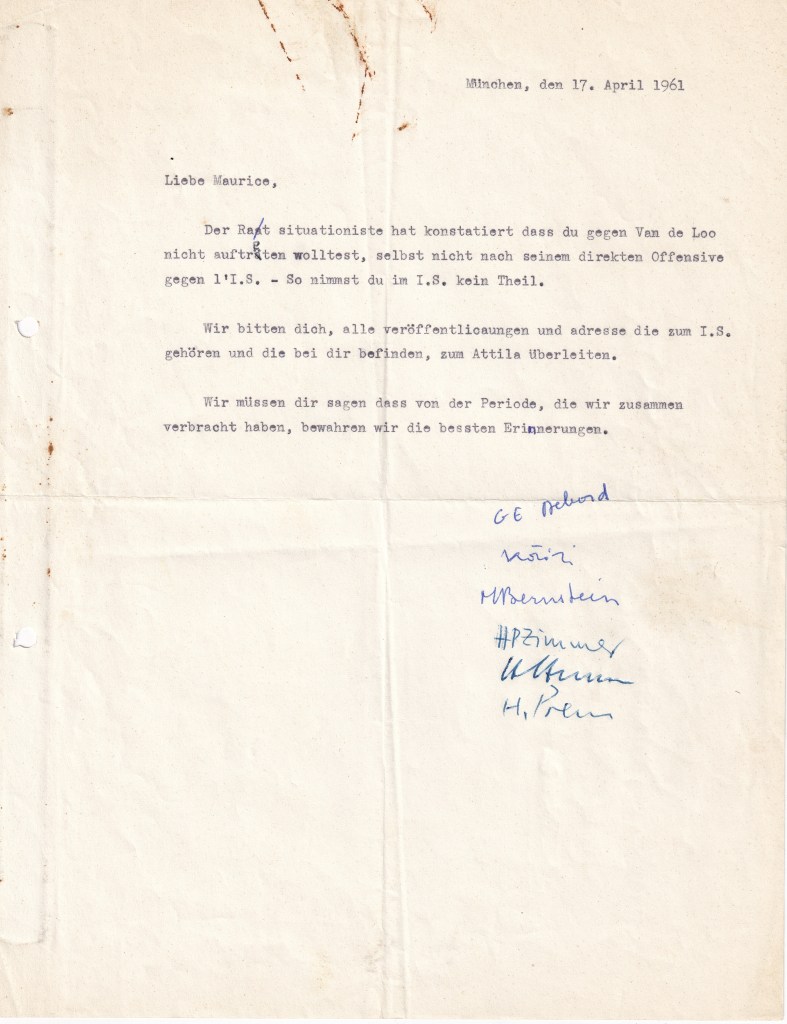 München, den 17. April 1961
Liebe Maurice,
Der Rat situationiste hat konstatiert dass du gegen Van de Loo
nicht auftreten wolltest, selbst nicht nach seinem direkten Offensive
gegen l'I.S. - So nimmst du im I.S. kein Theil.
Wir bitten dich, alle veröffentlicaungen und adresse die zum I.S.
gehören und die bei dir befinden, zum Attila überleiten.
Wir müssen dir sagen dass von der Periode, die wir zusammen
verbracht haben, bewahren wir die bessten Erinnerungen.
GE Debord
MBernstein
HPZimmer
H. Prem